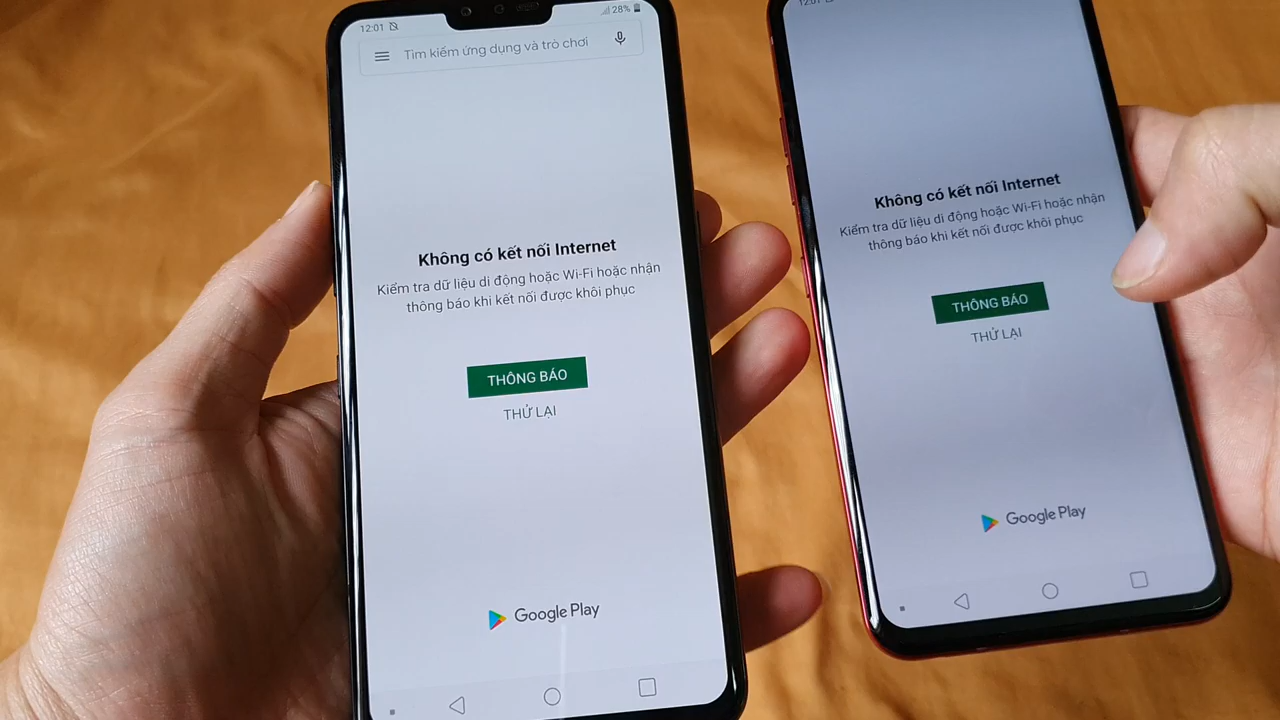 12:01
28%
Tìm kiếm ứng dụng và trò chơi
Không có kết nối Internet
Kiểm tra dữ liệu di động hoặc Wi-Fi hoặc nhận
thông báo khi kết nối được khôi phục
THÔNG BÁO
THỬ LẠI
Google Play
12:01
Không có kết nối Internet
Kiểm tra dữ liệu di động hoặc Wi-Fi hoặc nhận
thông báo khi kết nối được khôi phục
THÔNG BÁO
THỬ LẠI
Google Play